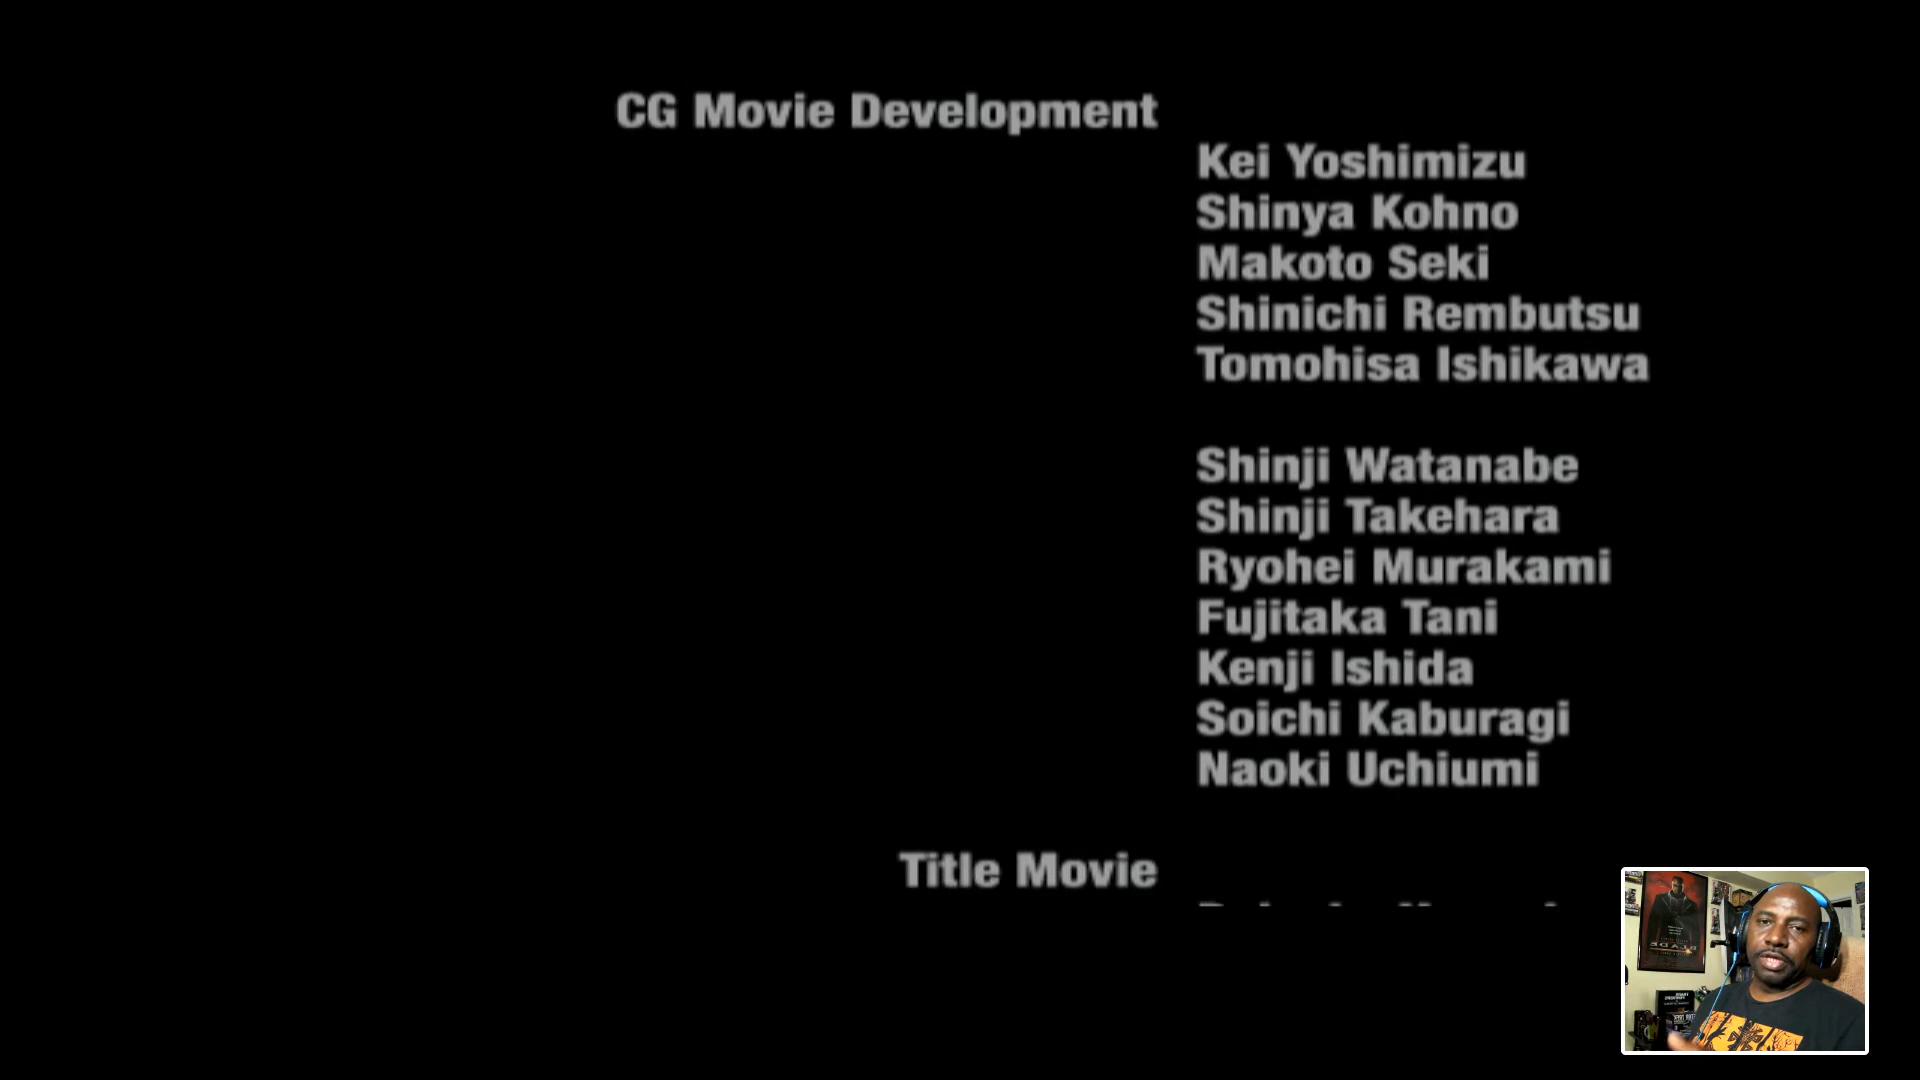 CG Movie Development
Kei Yoshimizu
Shinya Kohno
Makoto Seki
Shinichi Rembutsu
Tomohisa Ishikawa
Shinji Watanabe
Shinji Takehara
Ryohei Murakami
Fujitaka Tani
Kenji Ishida
Soichi Kaburagi
Naoki Uchiumi
Title Movie